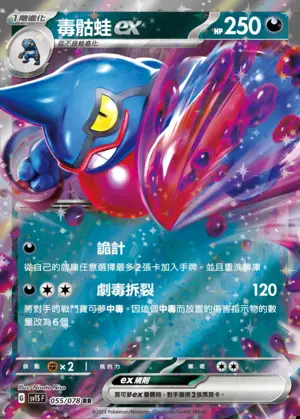 1階進化
毒骷蛙ex
HP250
從不良蛙進化
詭計
從自己的牌庫任意選擇最多2張卡加入手牌。並且重洗牌庫。
劇毒拆裂 120
將對手的戰鬥寶可夢中毒。因這個中毒而放置的傷害指示物的數
量改為6個。
弱點 ×2 抵抗力 撤退
ex規則
寶可夢ex昏厥時,對手獲得2張獎賞卡。
Illus. Nisota Niso
G sv1S F 055/078 RR
©2023 Pokémon/Nintendo/Creatures/GAME FREAK